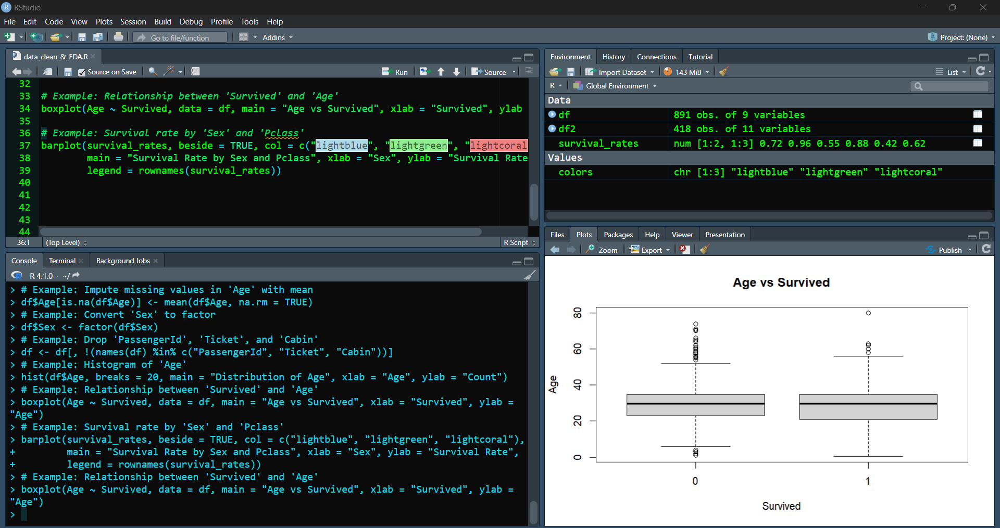 RStudio
File Edit Code View Plots Session Build Debug Profile Tools Help
Go to file/function Addins Project: (None)
data_clean_&_EDA.R
Source on Save Run Source
32
33 # Example: Relationship between 'Survived' and 'Age'
34 boxplot(Age ~ Survived, data = df, main = "Age vs Survived", xlab = "Survived", ylab
35
36 # Example: Survival rate by 'Sex' and 'Pclass'
37 barplot(survival_rates, beside = TRUE, col = c("lightblue", "lightgreen", "lightcoral
38 main = "Survival Rate by Sex and Pclass", xlab = "Sex", ylab = "Survival Rate
39 legend = rownames(survival_rates))
40
41
42
43
44
36:1 (Top Level) R Script
Console Terminal Background Jobs
R 4.1.0 · ~/
> # Example: Impute missing values in 'Age' with mean
> df$Age[is.na(df$Age)] <- mean(df$Age, na.rm = TRUE)
> # Example: Convert 'Sex' to factor
> df$Sex <- factor(df$Sex)
> # Example: Drop 'PassengerId', 'Ticket', and 'Cabin'
> df <- df[, !(names(df) %in% c("PassengerId", "Ticket", "Cabin"))]
> # Example: Histogram of 'Age'
> hist(df$Age, breaks = 20, main = "Distribution of Age", xlab = "Age", ylab = "Count")
> # Example: Relationship between 'Survived' and 'Age'
> boxplot(Age ~ Survived, data = df, main = "Age vs Survived", xlab = "Survived", ylab =
"Age")
> # Example: Survival rate by 'Sex' and 'Pclass'
> barplot(survival_rates, beside = TRUE, col = c("lightblue", "lightgreen", "lightcoral"),
+ main = "Survival Rate by Sex and Pclass", xlab = "Sex", ylab = "Survival Rate",
+ legend = rownames(survival_rates))
> # Example: Relationship between 'Survived' and 'Age'
> boxplot(Age ~ Survived, data = df, main = "Age vs Survived", xlab = "Survived", ylab =
"Age")
>
Environment History Connections Tutorial
Import Dataset 143 MiB List
R Global Environment
Data
df 891 obs. of 9 variables
df2 418 obs. of 11 variables
survival_rates num [1:2, 1:3] 0.72 0.96 0.55 0.88 0.42 0.62
Values
colors chr [1:3] "lightblue" "lightgreen" "lightcoral"
Files Plots Packages Help Viewer Presentation
Zoom Export Publish
Age vs Survived
80
60
40
20
0
Age
0 1
Survived